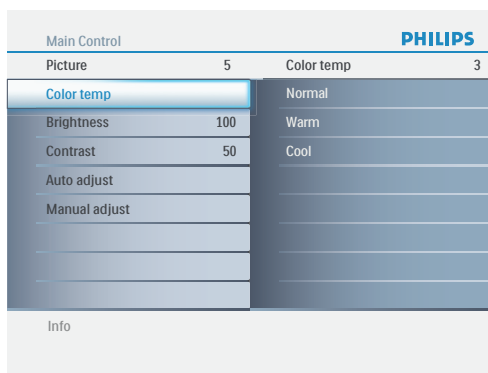 Main Control PHILIPS
Picture 5 Color temp 3
Color temp Normal
Brightness 100 Warm
Contrast 50 Cool
Auto adjust
Manual adjust
Info